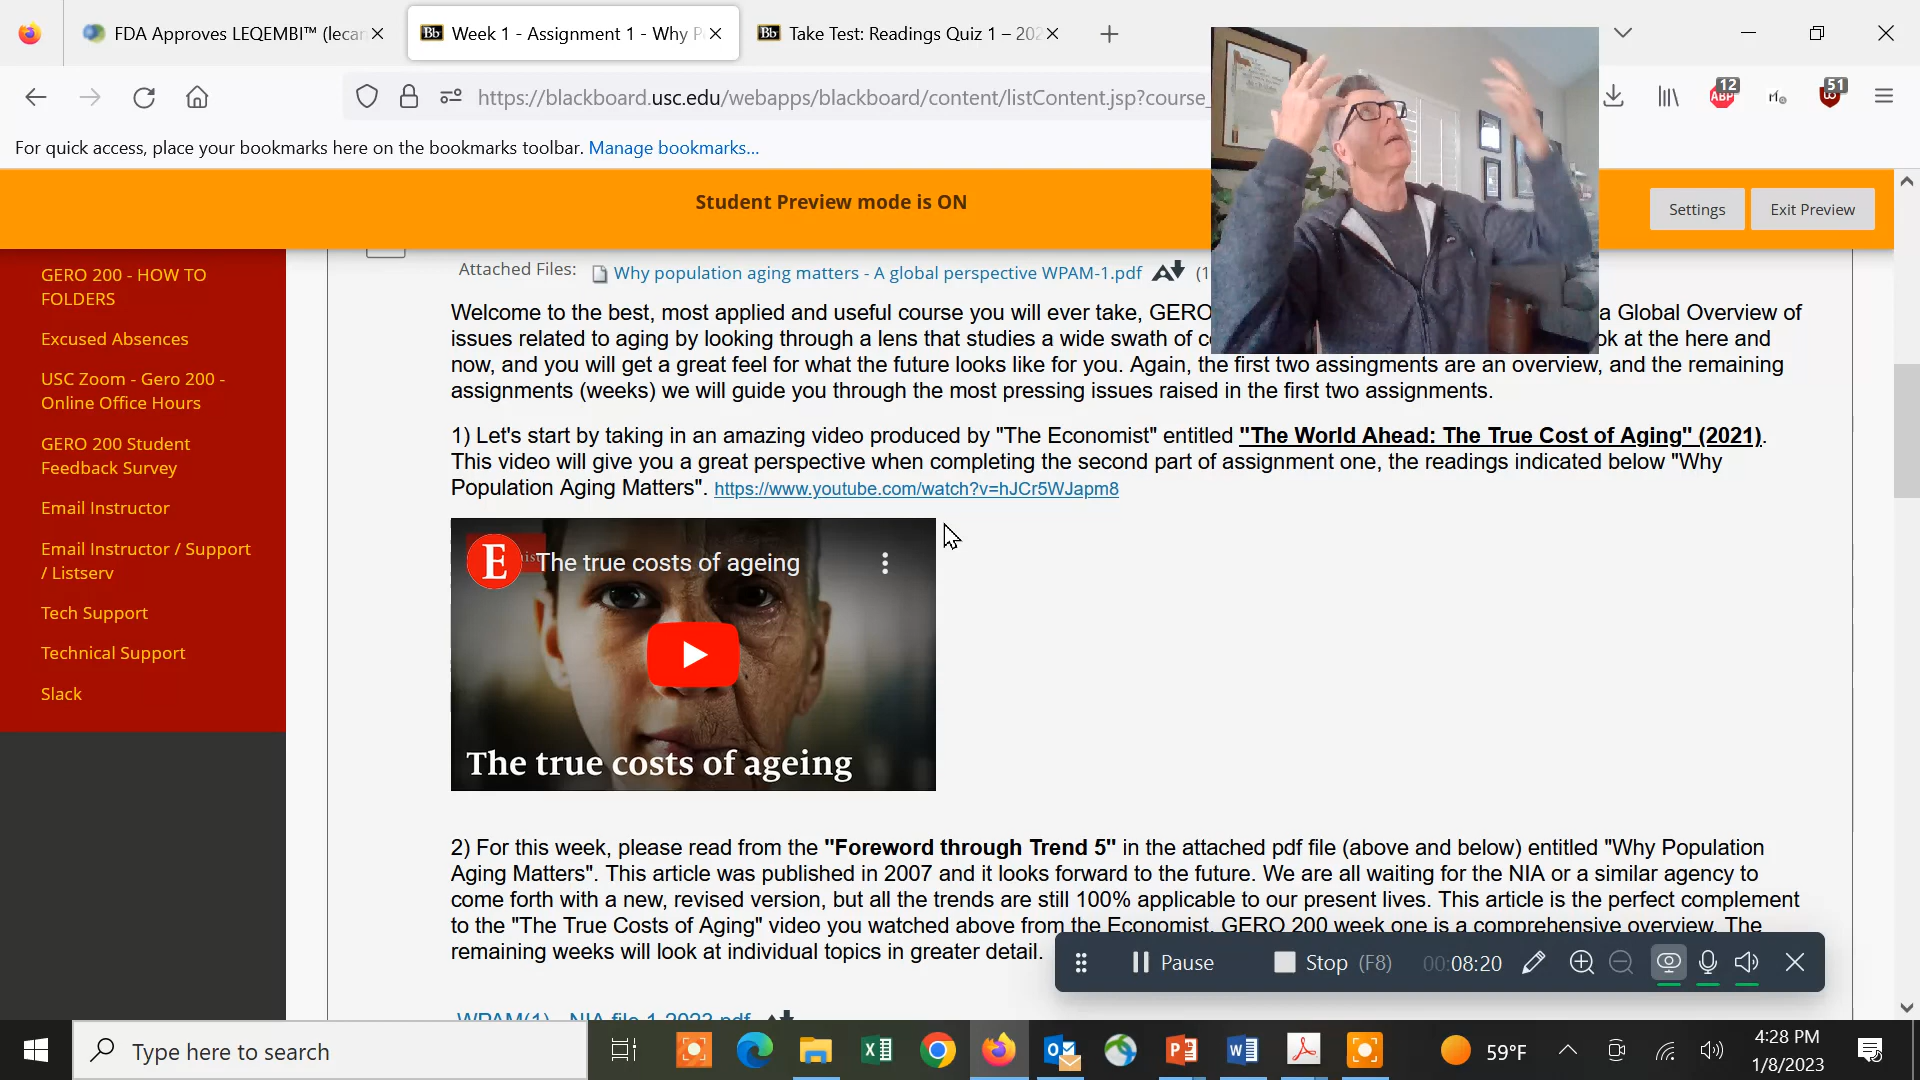 FDA Approves LEQEMBI™ (lecan
Week 1 - Assignment 1 - Why P
Take Test: Readings Quiz 1 – 202
https://blackboard.usc.edu/webapps/blackboard/content/listContent.jsp?course_
12
51
ABP
For quick access, place your bookmarks here on the bookmarks toolbar. Manage bookmarks...
Student Preview mode is ON
Settings
Exit Preview
GERO 200 - HOW TO
FOLDERS
Excused Absences
USC Zoom - Gero 200 -
Online Office Hours
GERO 200 Student
Feedback Survey
Email Instructor
Email Instructor / Support
/ Listserv
Tech Support
Technical Support
Slack
Attached Files: Why population aging matters - A global perspective WPAM-1.pdf (1
Welcome to the best, most applied and useful course you will ever take, GERO a Global Overview of
issues related to aging by looking through a lens that studies a wide swath of c ok at the here and
now, and you will get a great feel for what the future looks like for you. Again, the first two assingments are an overview, and the remaining
assignments (weeks) we will guide you through the most pressing issues raised in the first two assignments.
1) Let's start by taking in an amazing video produced by "The Economist" entitled "The World Ahead: The True Cost of Aging" (2021).
This video will give you a great perspective when completing the second part of assignment one, the readings indicated below "Why
Population Aging Matters". https://www.youtube.com/watch?v=hJCr5WJapm8
E The true costs of ageing
The true costs of ageing
2) For this week, please read from the "Foreword through Trend 5" in the attached pdf file (above and below) entitled "Why Population
Aging Matters". This article was published in 2007 and it looks forward to the future. We are all waiting for the NIA or a similar agency to
come forth with a new, revised version, but all the trends are still 100% applicable to our present lives. This article is the perfect complement
to the "The True Costs of Aging" video you watched above from the Economist. GERO 200 week one is a comprehensive overview. The
remaining weeks will look at individual topics in greater detail.
WPAM(1) - NIA file 1 2023.pdf
Pause
Stop (F8)
00:08:20
Type here to search
59°F
4:28 PM
1/8/2023